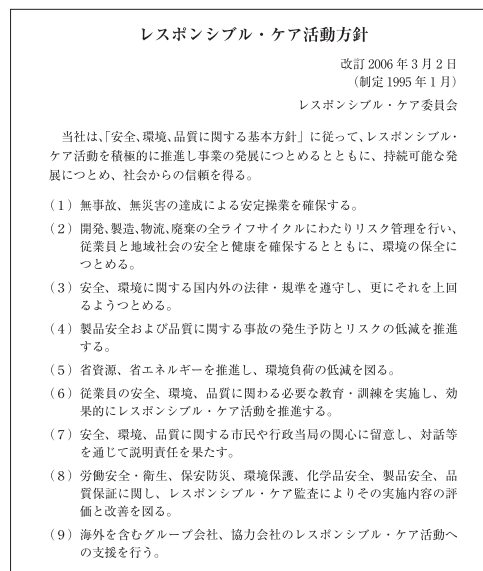 レスポンシブル・ケア活動方針
改訂 2006 年 3 月 2 日
（制定 1995 年 1 月）
レスポンシブル・ケア委員会
当社は、「安全、環境、品質に関する基本方針」に従って、レスポンシブル・
ケア活動を積極的に推進し事業の発展につとめるとともに、持続可能な発
展につとめ、社会からの信頼を得る。
（1）無事故、無災害の達成による安定操業を確保する。
（2）開発、製造、物流、廃棄の全ライフサイクルにわたりリスク管理を行い、
従業員と地域社会の安全と健康を確保するとともに、環境の保全に
つとめる。
（3）安全、環境に関する国内外の法律・規準を遵守し、更にそれを上回
るようつとめる。
（4）製品安全および品質に関する事故の発生予防とリスクの低減を推進
する。
（5）省資源、省エネルギーを推進し、環境負荷の低減を図る。
（6）従業員の安全、環境、品質に関わる必要な教育・訓練を実施し、効
果的にレスポンシブル・ケア活動を推進する。
（7）安全、環境、品質に関する市民や行政当局の関心に留意し、対話等
を通じて説明責任を果たす。
（8）労働安全・衛生、保安防災、環境保護、化学品安全、製品安全、品
質保証に関し、レスポンシブル・ケア監査によりその実施内容の評
価と改善を図る。
（9）海外を含むグループ会社、協力会社のレスポンシブル・ケア活動へ
の支援を行う。